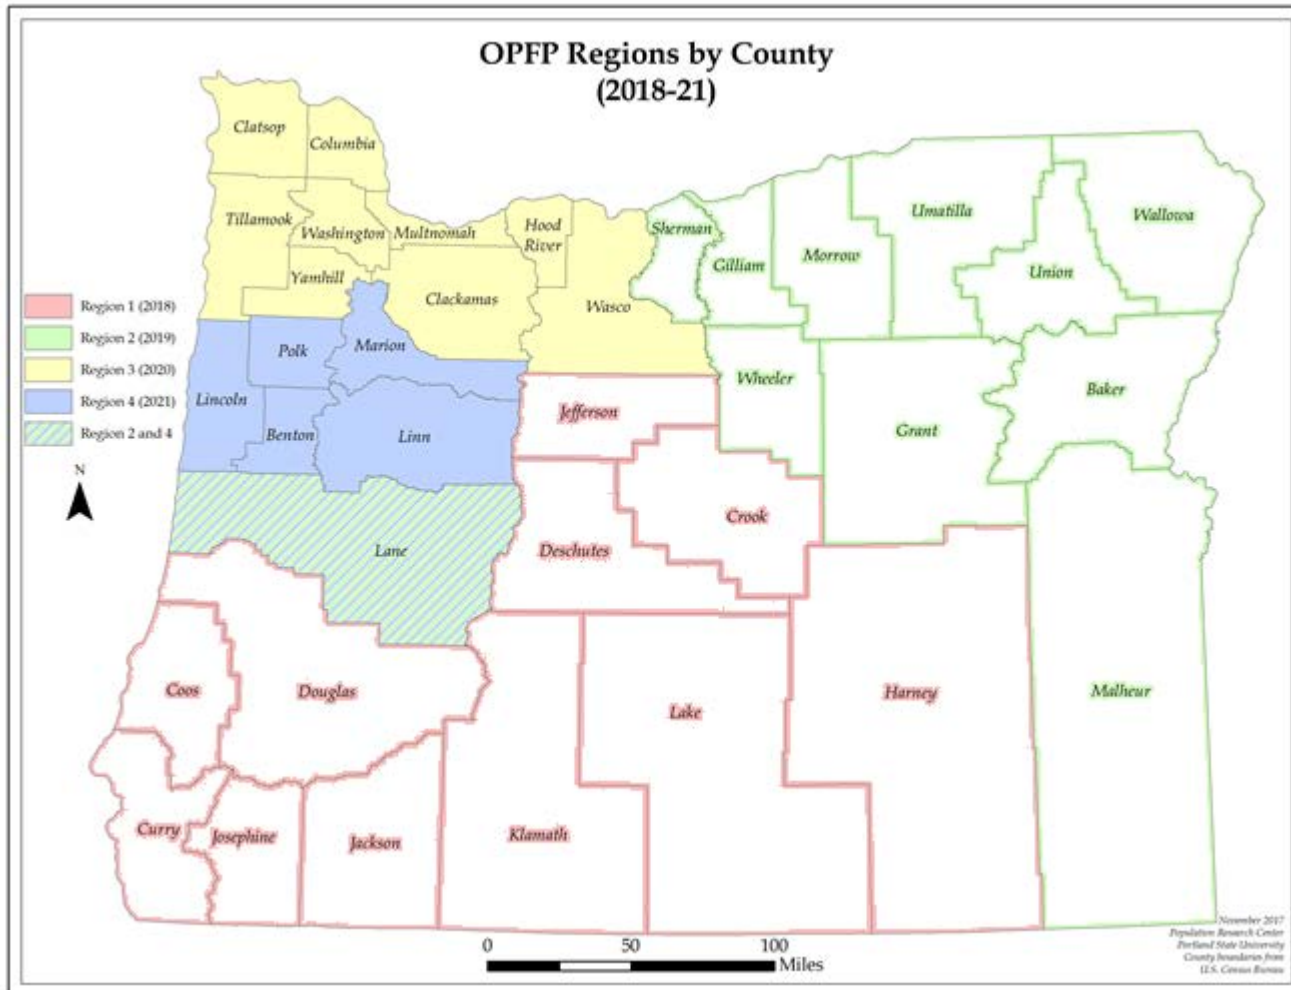 OPFP Regions by County
(2018-21)
Clatsop
Columbia
Tillamook
Washington
Multnomah
Hood
River
Yamhill
Clackamas
Wasco
Sherman
Gilliam
Morrow
Umatilla
Union
Wallowa
Region 1 (2018)
Region 2 (2019)
Region 3 (2020)
Region 4 (2021)
Region 2 and 4
N
Polk
Marion
Lincoln
Benton
Linn
Jefferson
Wheeler
Grant
Baker
Lane
Deschutes
Crook
Coos
Douglas
Lake
Harney
Malheur
Curry
Josephine
Jackson
Klamath
0 50 100
Miles
November 2017
Population Research Center
Portland State University
County boundaries from
U.S. Census Bureau